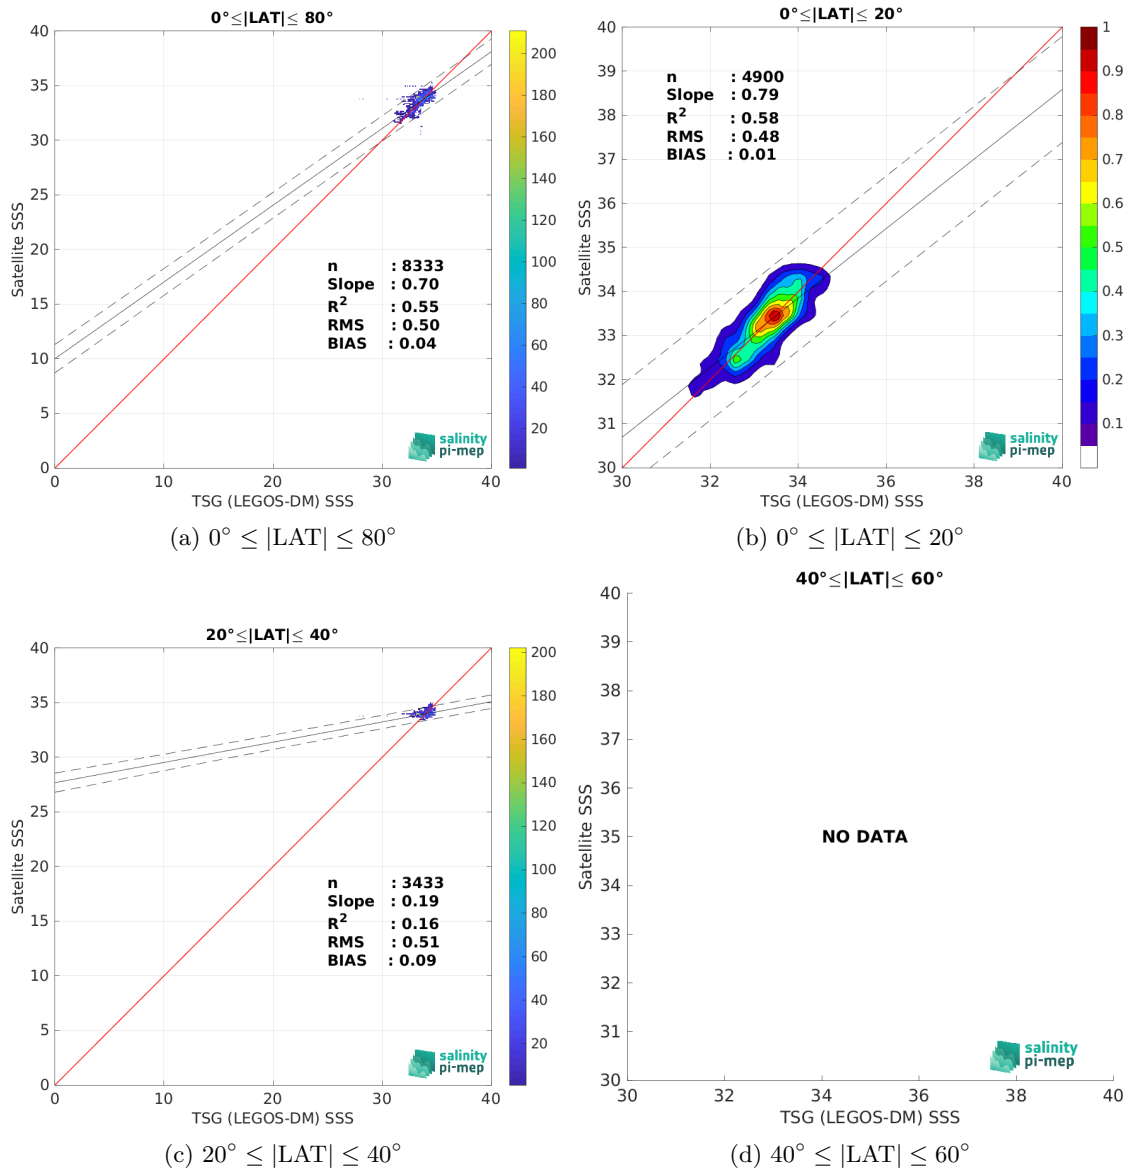 0°≤|LAT|≤ 80°
40
35
30
25
20
15
10
5
0
Satellite SSS
n : 8333
Slope : 0.70
R² : 0.55
RMS : 0.50
BIAS : 0.04
salinity
pi-mep
0 10 20 30 40
TSG (LEGOS-DM) SSS
200
180
160
140
120
100
80
60
40
20
(a) 0° ≤ |LAT| ≤ 80°
0°≤|LAT|≤ 20°
40
39
38
37
36
35
34
33
32
31
30
Satellite SSS
n : 4900
Slope : 0.79
R² : 0.58
RMS : 0.48
BIAS : 0.01
salinity
pi-mep
30 32 34 36 38 40
TSG (LEGOS-DM) SSS
1
0.9
0.8
0.7
0.6
0.5
0.4
0.3
0.2
0.1
(b) 0° ≤ |LAT| ≤ 20°
20°≤|LAT|≤ 40°
40
35
30
25
20
15
10
5
0
Satellite SSS
n : 3433
Slope : 0.19
R² : 0.16
RMS : 0.51
BIAS : 0.09
salinity
pi-mep
0 10 20 30 40
TSG (LEGOS-DM) SSS
200
180
160
140
120
100
80
60
40
20
(c) 20° ≤ |LAT| ≤ 40°
40°≤|LAT|≤ 60°
40
39
38
37
36
35
34
33
32
31
30
Satellite SSS
NO DATA
salinity
pi-mep
30 32 34 36 38 40
TSG (LEGOS-DM) SSS
(d) 40° ≤ |LAT| ≤ 60°